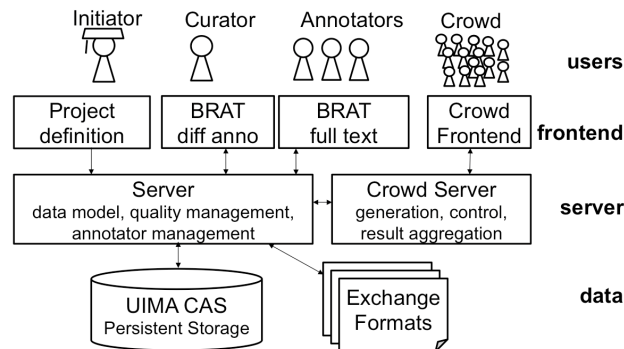 Initiator Curator Annotators Crowd
users
Project definition
BRAT diff anno
BRAT full text
Crowd Frontend
frontend
Server
data model, quality management,
annotator management
Crowd Server
generation, control,
result aggregation
server
UIMA CAS
Persistent Storage
Exchange
Formats
data